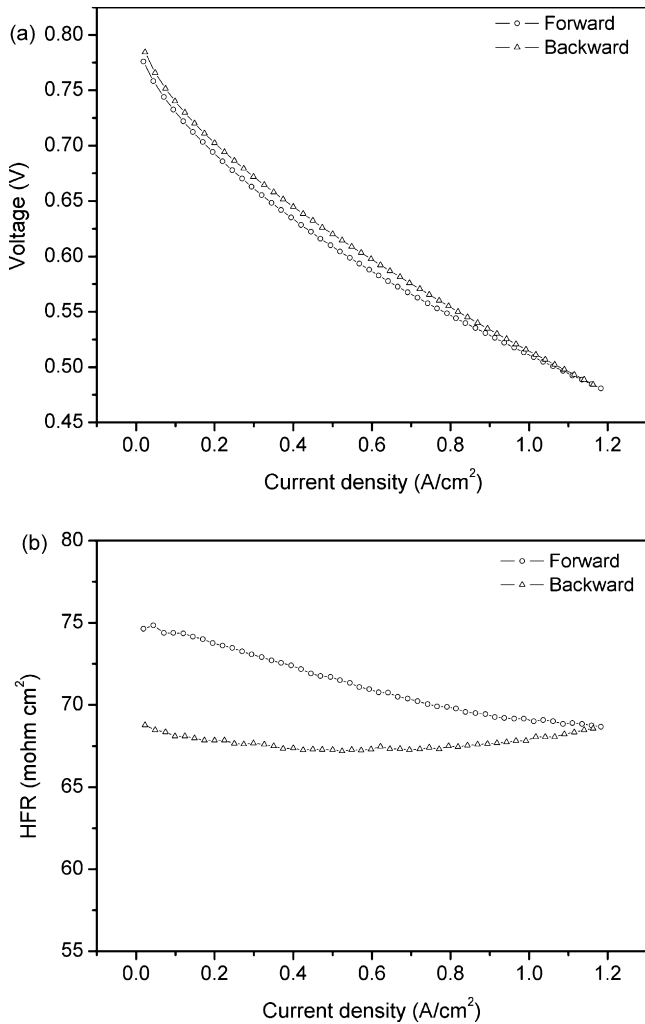 (a)
0.80
0.75
0.70
0.65
0.60
0.55
0.50
0.45
Voltage (V)
Forward
Backward
0.0 0.2 0.4 0.6 0.8 1.0 1.2
Current density (A/cm²)
(b)
80
75
70
65
60
55
HFR (mohm cm²)
Forward
Backward
0.0 0.2 0.4 0.6 0.8 1.0 1.2
Current density (A/cm²)